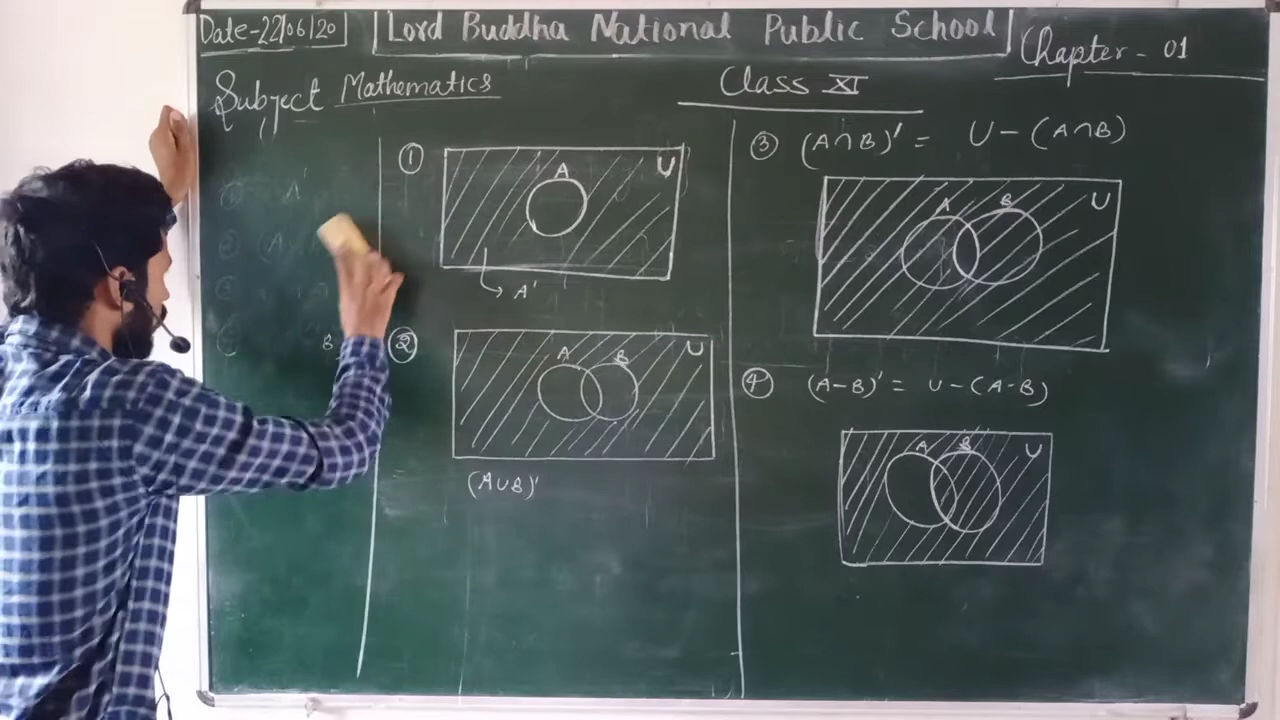 Date-22/06/20
Lord Buddha National Public School
Chapter - 01
Subject Mathematics
Class XI
① 
A
U
A'
②
A B U
(A∪B)'
③ (A∩B)' = U - (A∩B)
A B U
④ (A-B)' = U - (A-B)
A B U
A'
B